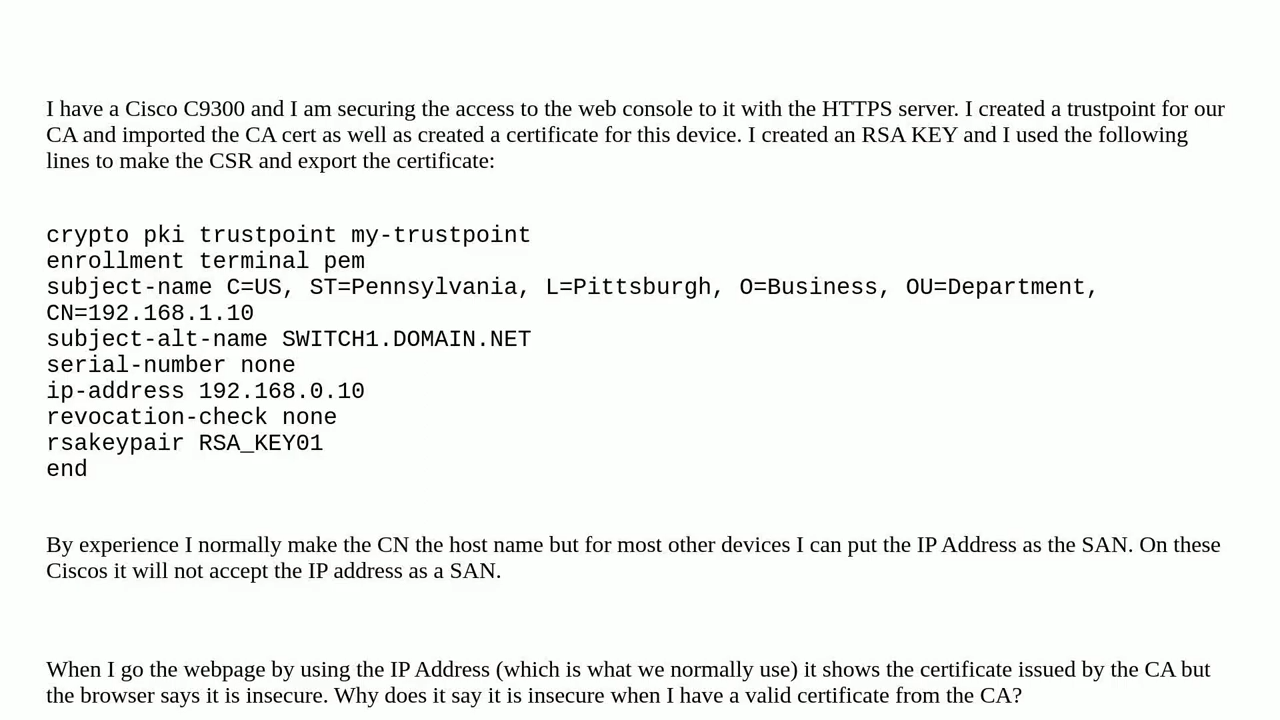 I have a Cisco C9300 and I am securing the access to the web console to it with the HTTPS server. I created a trustpoint for our
CA and imported the CA cert as well as created a certificate for this device. I created an RSA KEY and I used the following
lines to make the CSR and export the certificate:
crypto pki trustpoint my-trustpoint
enrollment terminal pem
subject-name C=US, ST=Pennsylvania, L=Pittsburgh, O=Business, OU=Department,
CN=192.168.1.10
subject-alt-name SWITCH1.DOMAIN.NET
serial-number none
ip-address 192.168.0.10
revocation-check none
rsakeypair RSA_KEY01
end
By experience I normally make the CN the host name but for most other devices I can put the IP Address as the SAN. On these
Ciscos it will not accept the IP address as a SAN.
When I go the webpage by using the IP Address (which is what we normally use) it shows the certificate issued by the CA but
the browser says it is insecure. Why does it say it is insecure when I have a valid certificate from the CA?